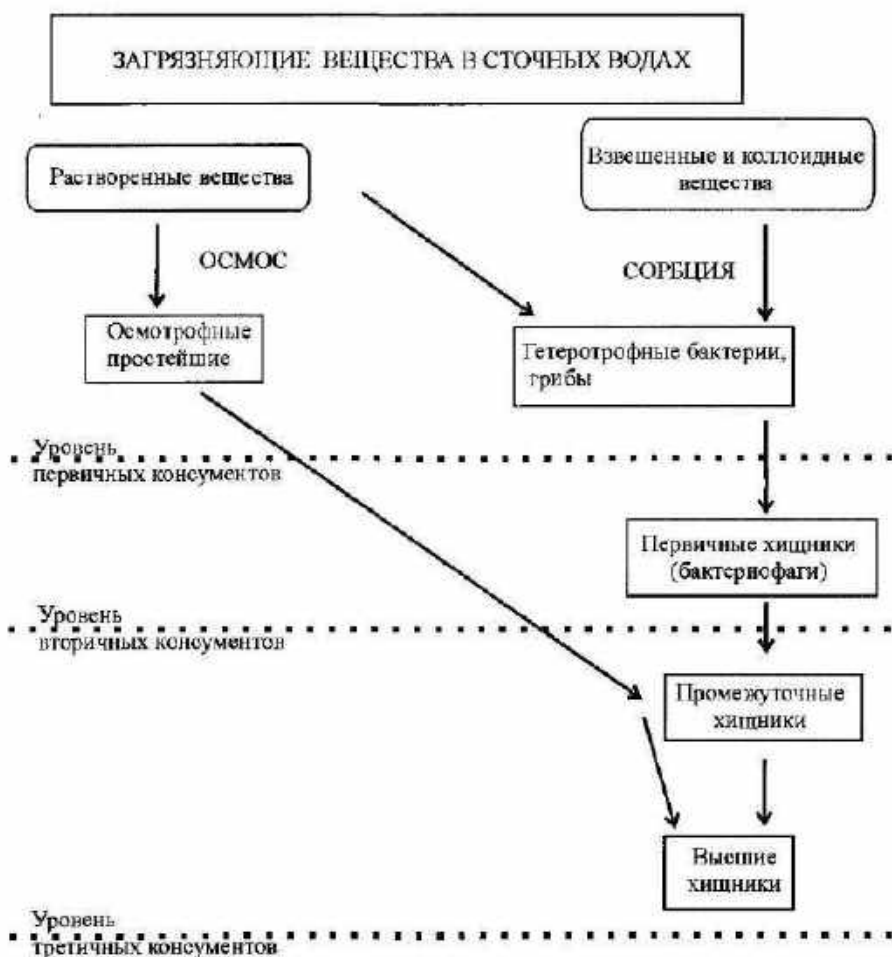 ЗАГРЯЗНЯЮЩИЕ ВЕЩЕСТВА В СТОЧНЫХ ВОДАХ
Растворенные вещества
Взвешенные и коллоидные
вещества
ОСМОС
СОРБЦИЯ
Осмотрофные
простейшие
Гетеротрофные бактерии,
грибы
Уровень
первичных консументов
Первичные хищники
(бактериофаги)
Уровень
вторичных консументов
Промежуточные
хищники
Высшие
хищники
Уровень
третичных консументов